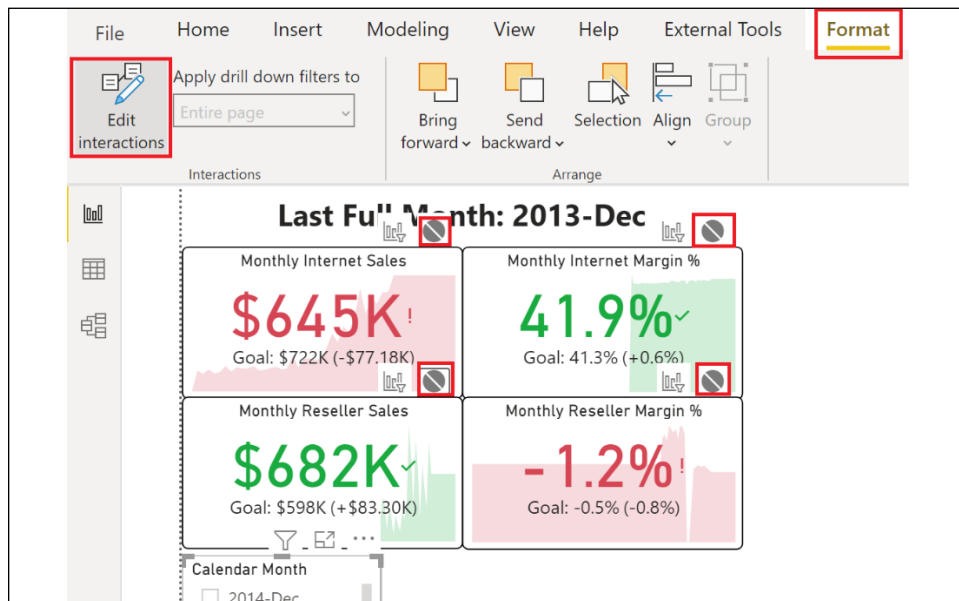 File Home Insert Modeling View Help External Tools Format
Apply drill down filters to
Entire page
Edit
interactions
Bring
forward
Send
backward
Selection
Align
Group
Interactions
Arrange
Last Full Month: 2013-Dec
Monthly Internet Sales
$645K!
Goal: $722K (-$77.18K)
Monthly Internet Margin %
41.9%
Goal: 41.3% (+0.6%)
Monthly Reseller Sales
$682K
Goal: $598K (+$83.30K)
Monthly Reseller Margin %
-1.2%!
Goal: -0.5% (-0.8%)
Calendar Month
2014-Dec